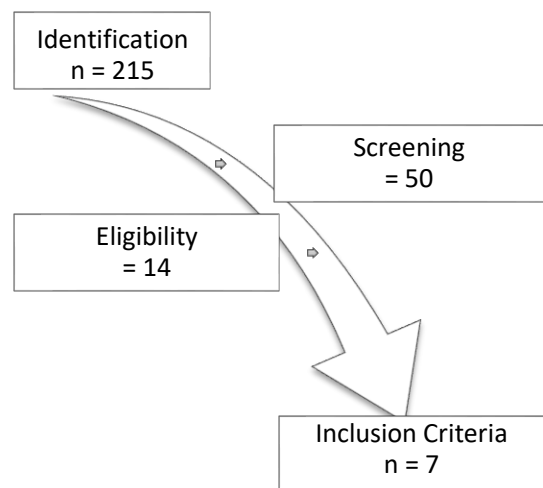 Identification
n = 215
Screening
= 50
Eligibility
= 14
Inclusion Criteria
n = 7